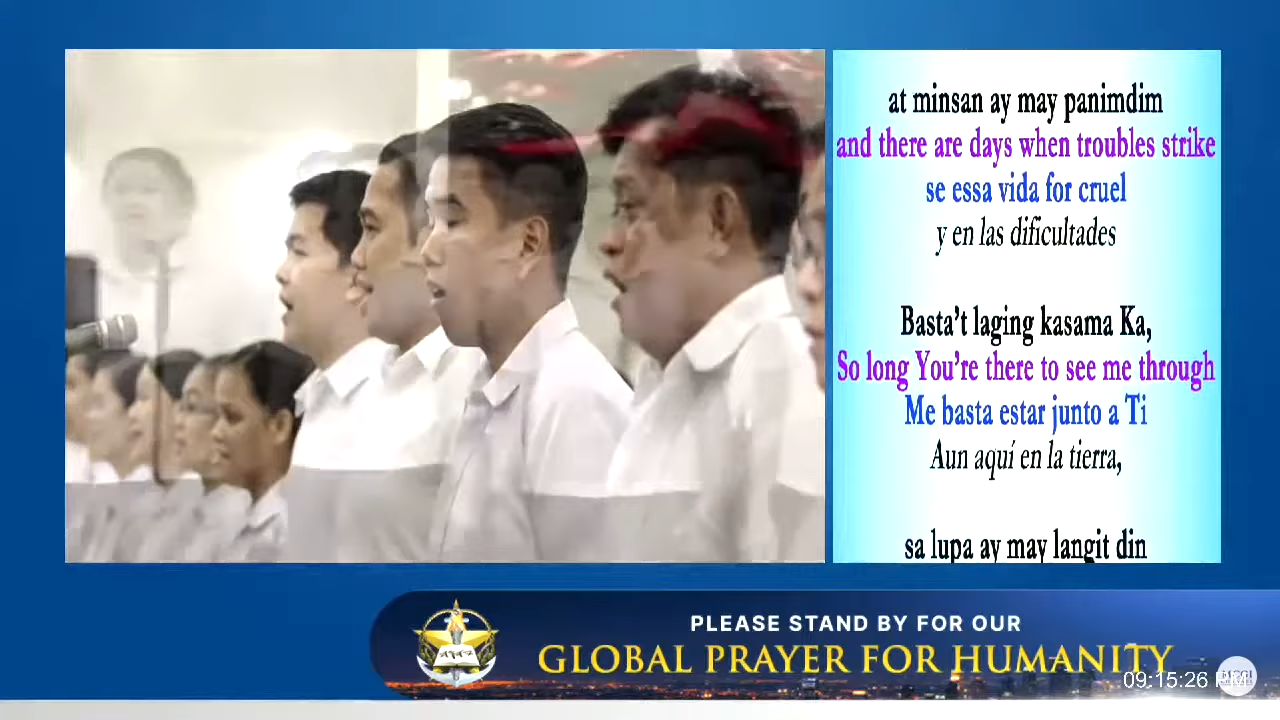 at minsan ay may panimdim
and there are days when troubles strike
se essa vida for cruel
y en las dificultades
Basta't laging kasama Ka,
So long You're there to see me through
Me basta estar junto a Ti
Aun aquí en la tierra,
sa lupa ay may langit din
PLEASE STAND BY FOR OUR
GLOBAL PRAYER FOR HUMANITY
09:15:26